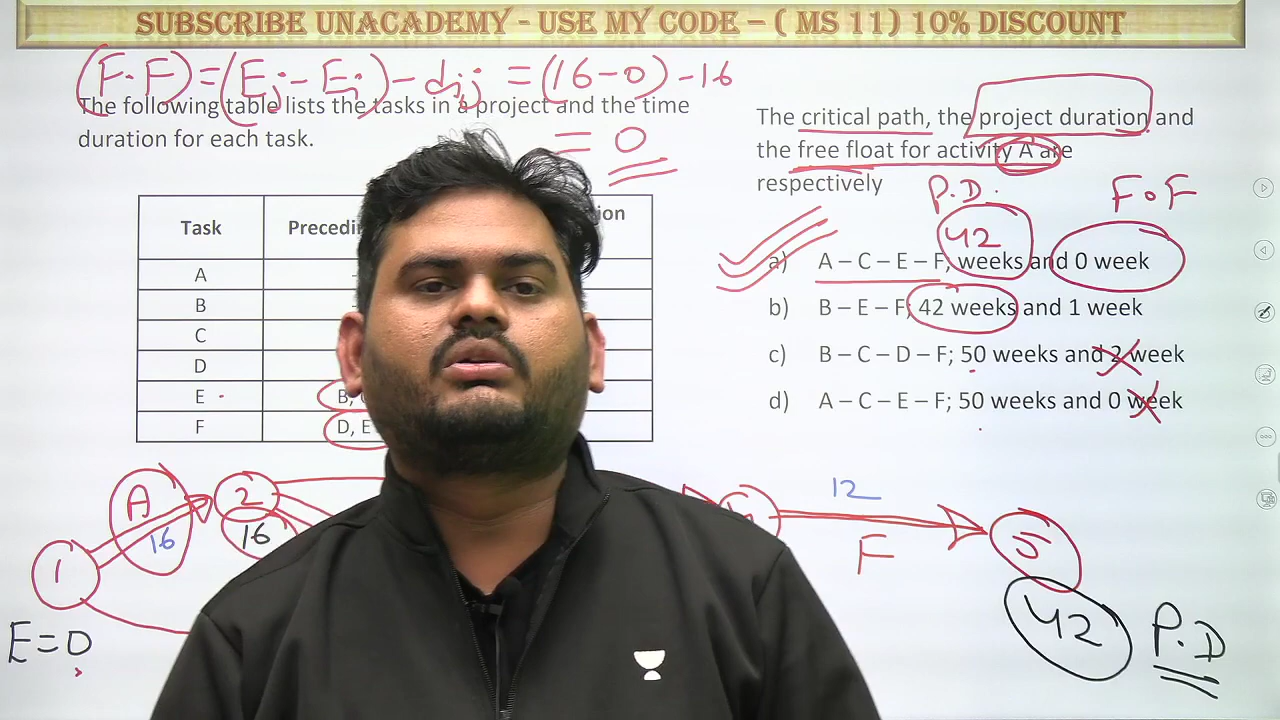 SUBSCRIBE UNACADEMY - USE MY CODE – ( MS 11) 10% DISCOUNT
(F.F) = (Ej - Ei) - dij = (16-0) - 16
= 0
The following table lists the tasks in a project and the time
duration for each task.
Task
A
B
C
D
E
B,
F
D, E
The critical path, the project duration and
the free float for activity A are
respectively
P.D.
F.F
42
a) A – C – E – F, weeks and 0 week
b) B – E – F, 42 weeks and 1 week
c) B – C – D – F; 50 weeks and 2 week
d) A – C – E – F; 50 weeks and 0 week
A
16
1
E=0
2
16
12
F
5
42
P.D